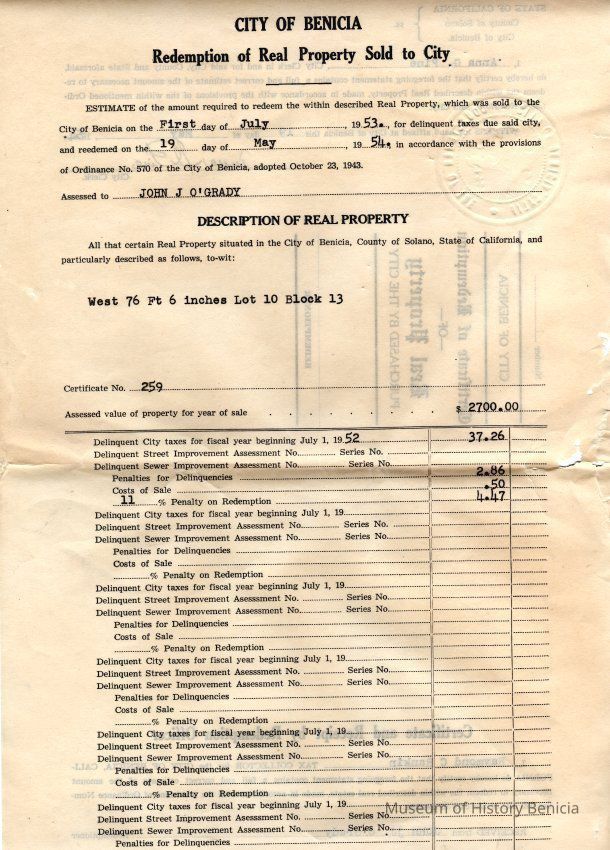 CITY OF BENICIA
Redemption of Real Property Sold to City
ESTIMATE of the amount required to redeem the within described Real Property, which was sold to the
City of Benicia on the First day of July, 1953., for delinquent taxes due said city,
and reedemed on the 19 day of May, 1954. in accordance with the provisions
of Ordinance No. 570 of the City of Benicia, adopted October 23, 1943.
Assessed to JOHN J O'GRADY
DESCRIPTION OF REAL PROPERTY
All that certain Real Property situated in the City of Benicia, County of Solano, State of California, and
particularly described as follows, to-wit:
West 76 Ft 6 inches Lot 10 Block 13
Certificate No. 259
Assessed value of property for year of sale $ 2700.00
Delinquent City taxes for fiscal year beginning July 1, 1952 37.26
Delinquent Street Improvement Assessment No. Series No.
Delinquent Sewer Improvement Assessment No. Series No.
Penalties for Delinquencies 2.86
Costs of Sale .50
11 % Penalty on Redemption 4.47
Delinquent City taxes for fiscal year beginning July 1, 19
Delinquent Street Improvement Assessment No. Series No.
Delinquent Sewer Improvement Assessment No. Series No.
Penalties for Delinquencies
Costs of Sale
% Penalty on Redemption
Delinquent City taxes for fiscal year beginning July 1, 19
Delinquent Street Improvement Assessment No. Series No.
Delinquent Sewer Improvement Assessment No. Series No.
Penalties for Delinquencies
Costs of Sale
% Penalty on Redemption
Delinquent City taxes for fiscal year beginning July 1, 19
Delinquent Street Improvement Assessment No. Series No.
Delinquent Sewer Improvement Assessment No. Series No.
Penalties for Delinquencies
Costs of Sale
% Penalty on Redemption
Delinquent City taxes for fiscal year beginning July 1, 19
Delinquent Street Improvement Assessment No. Series No.
Delinquent Sewer Improvement Assessment No. Series No.
Penalties for Delinquencies
Costs of Sale
% Penalty on Redemption
Delinquent City taxes for fiscal year beginning July 1, 19
Delinquent Street Improvement Assessment No. Series No.
Delinquent Sewer Improvement Assessment No. Series No.
Penalties for Delinquencies
Museum of History Benicia